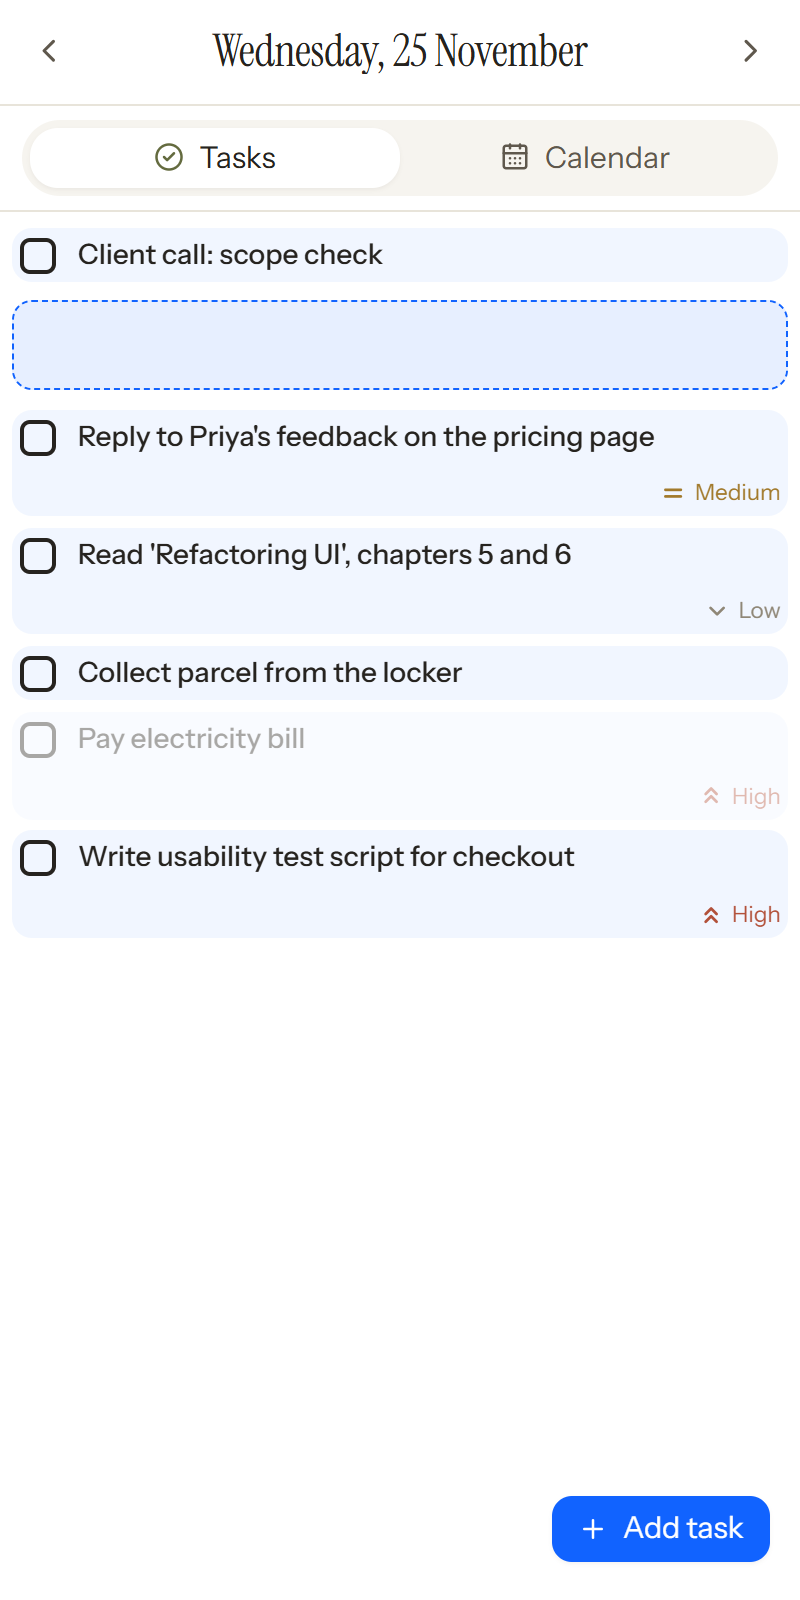 Wednesday, 25 November
Tasks
Calendar
Client call: scope check
Reply to Priya's feedback on the pricing page
Medium
Read 'Refactoring UI', chapters 5 and 6
Low
Collect parcel from the locker
Pay electricity bill
High
Write usability test script for checkout
High
Add task